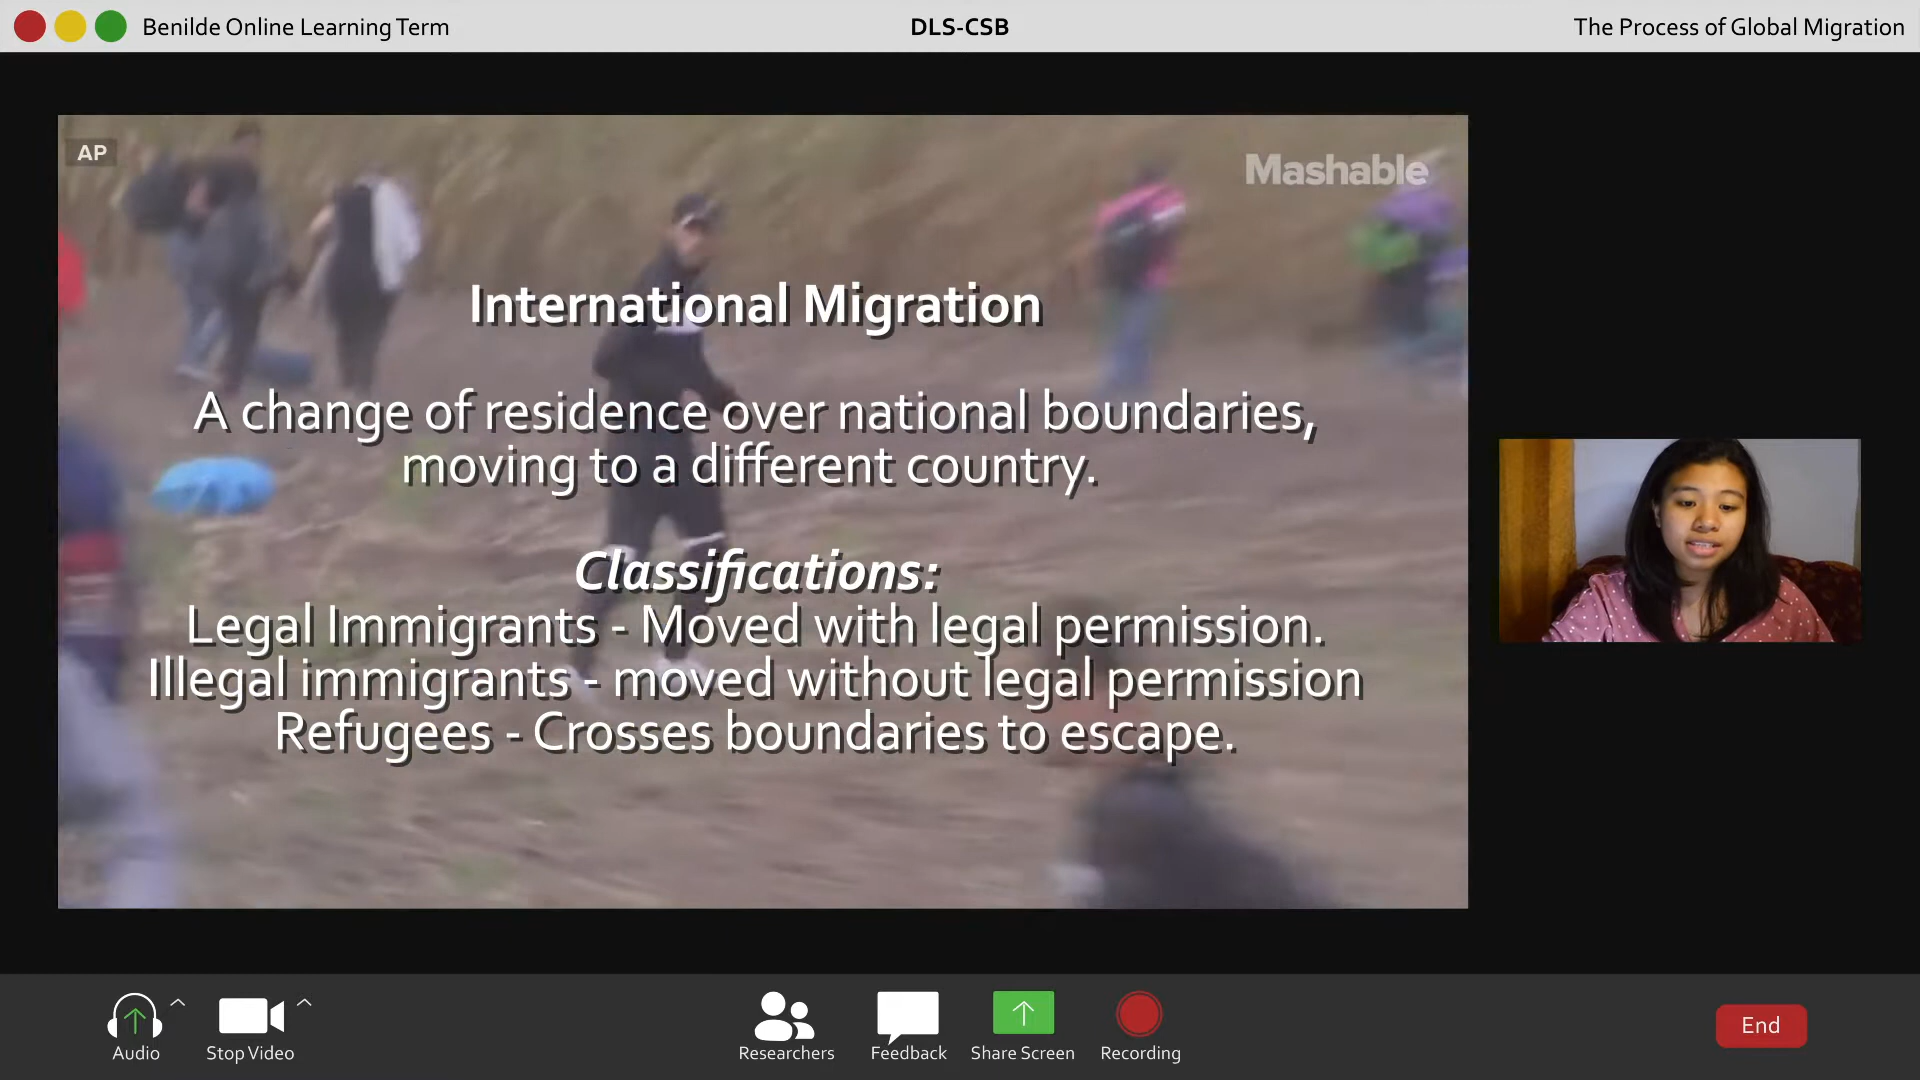 Benilde Online Learning Term
DLS-CSB
The Process of Global Migration
AP
Mashable
International Migration
A change of residence over national boundaries,
moving to a different country.
Classifications:
Legal Immigrants - Moved with legal permission.
Illegal immigrants - moved without legal permission
Refugees - Crosses boundaries to escape.
Audio
Stop Video
Researchers
Feedback
Share Screen
Recording
End